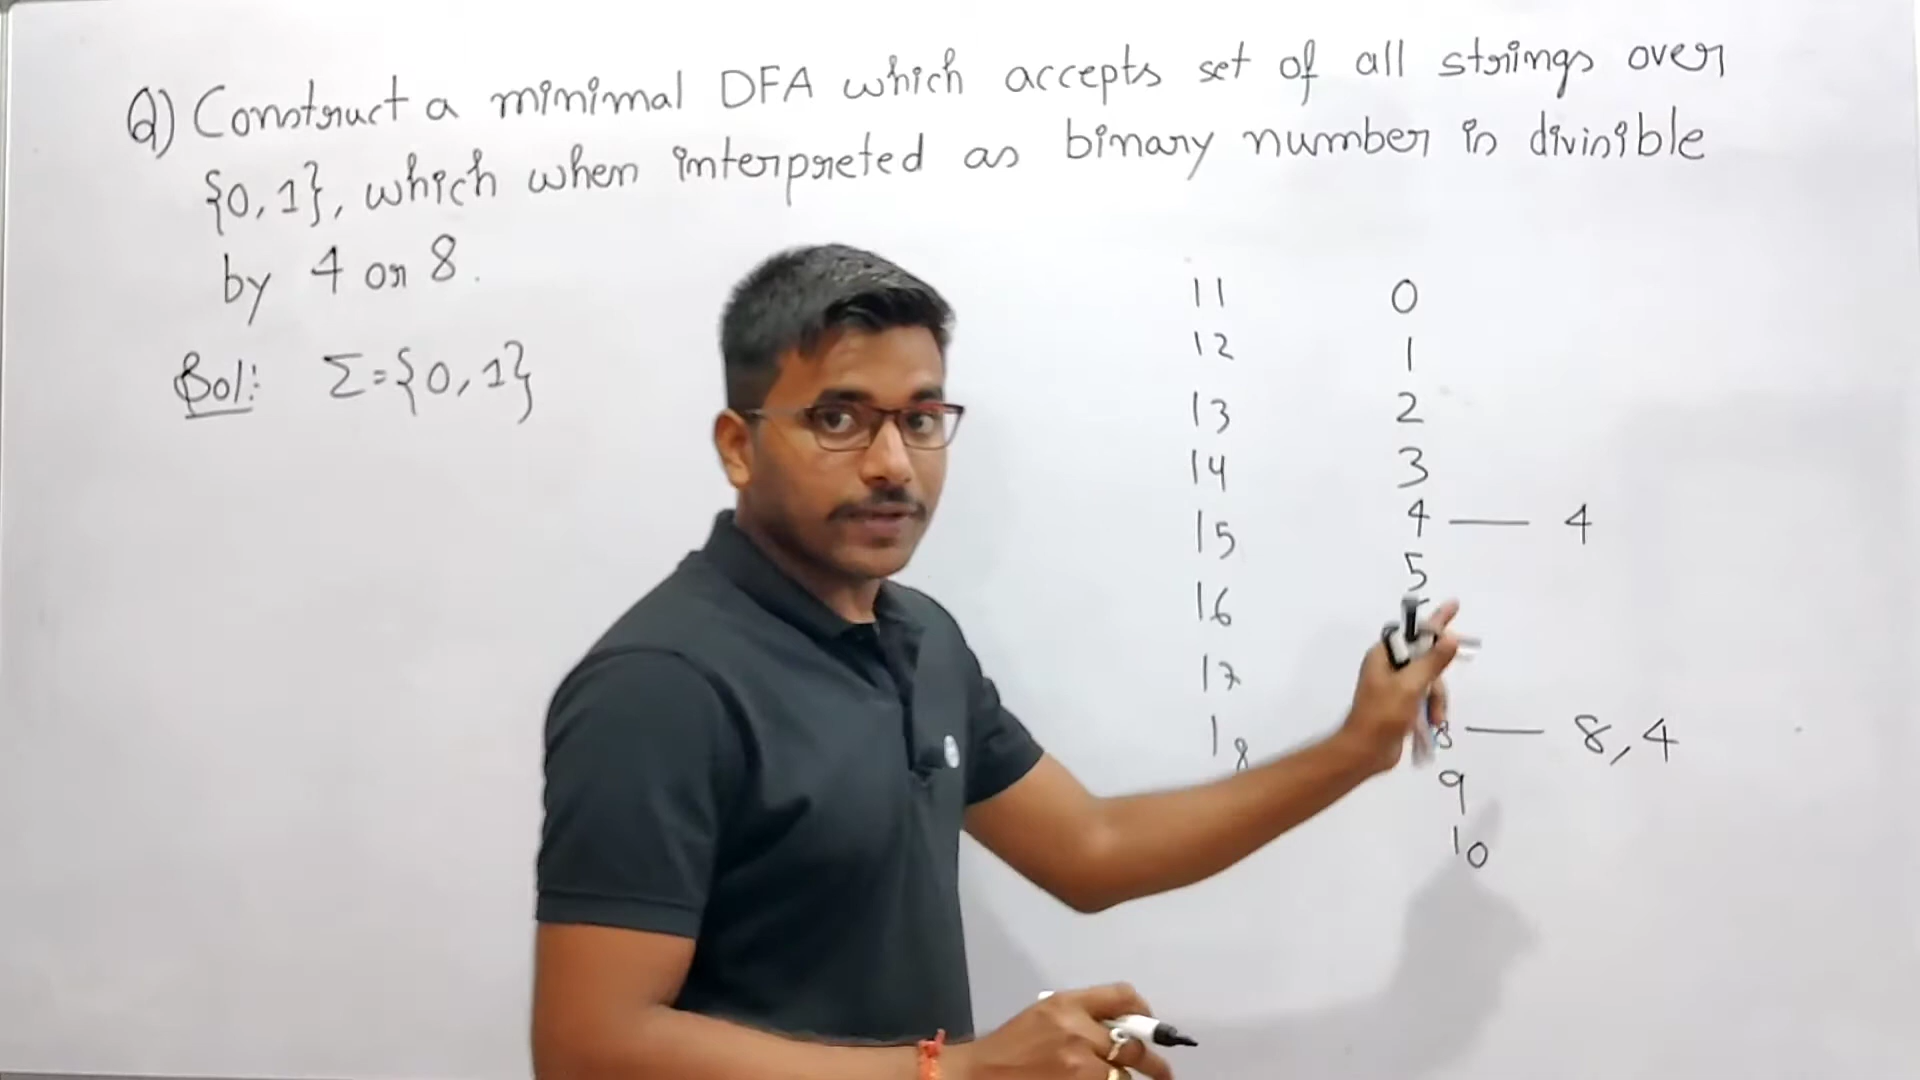 Q) Construct a minimal DFA which accepts set of all strings over
{0, 1}, which when interpreted as binary number is divisible
by 4 or 8.
Sol: Σ={0, 1}
11 0
12 1
13 2
14 3
15 4 — 4
16 5
17
18 8 — 8, 4
9
10